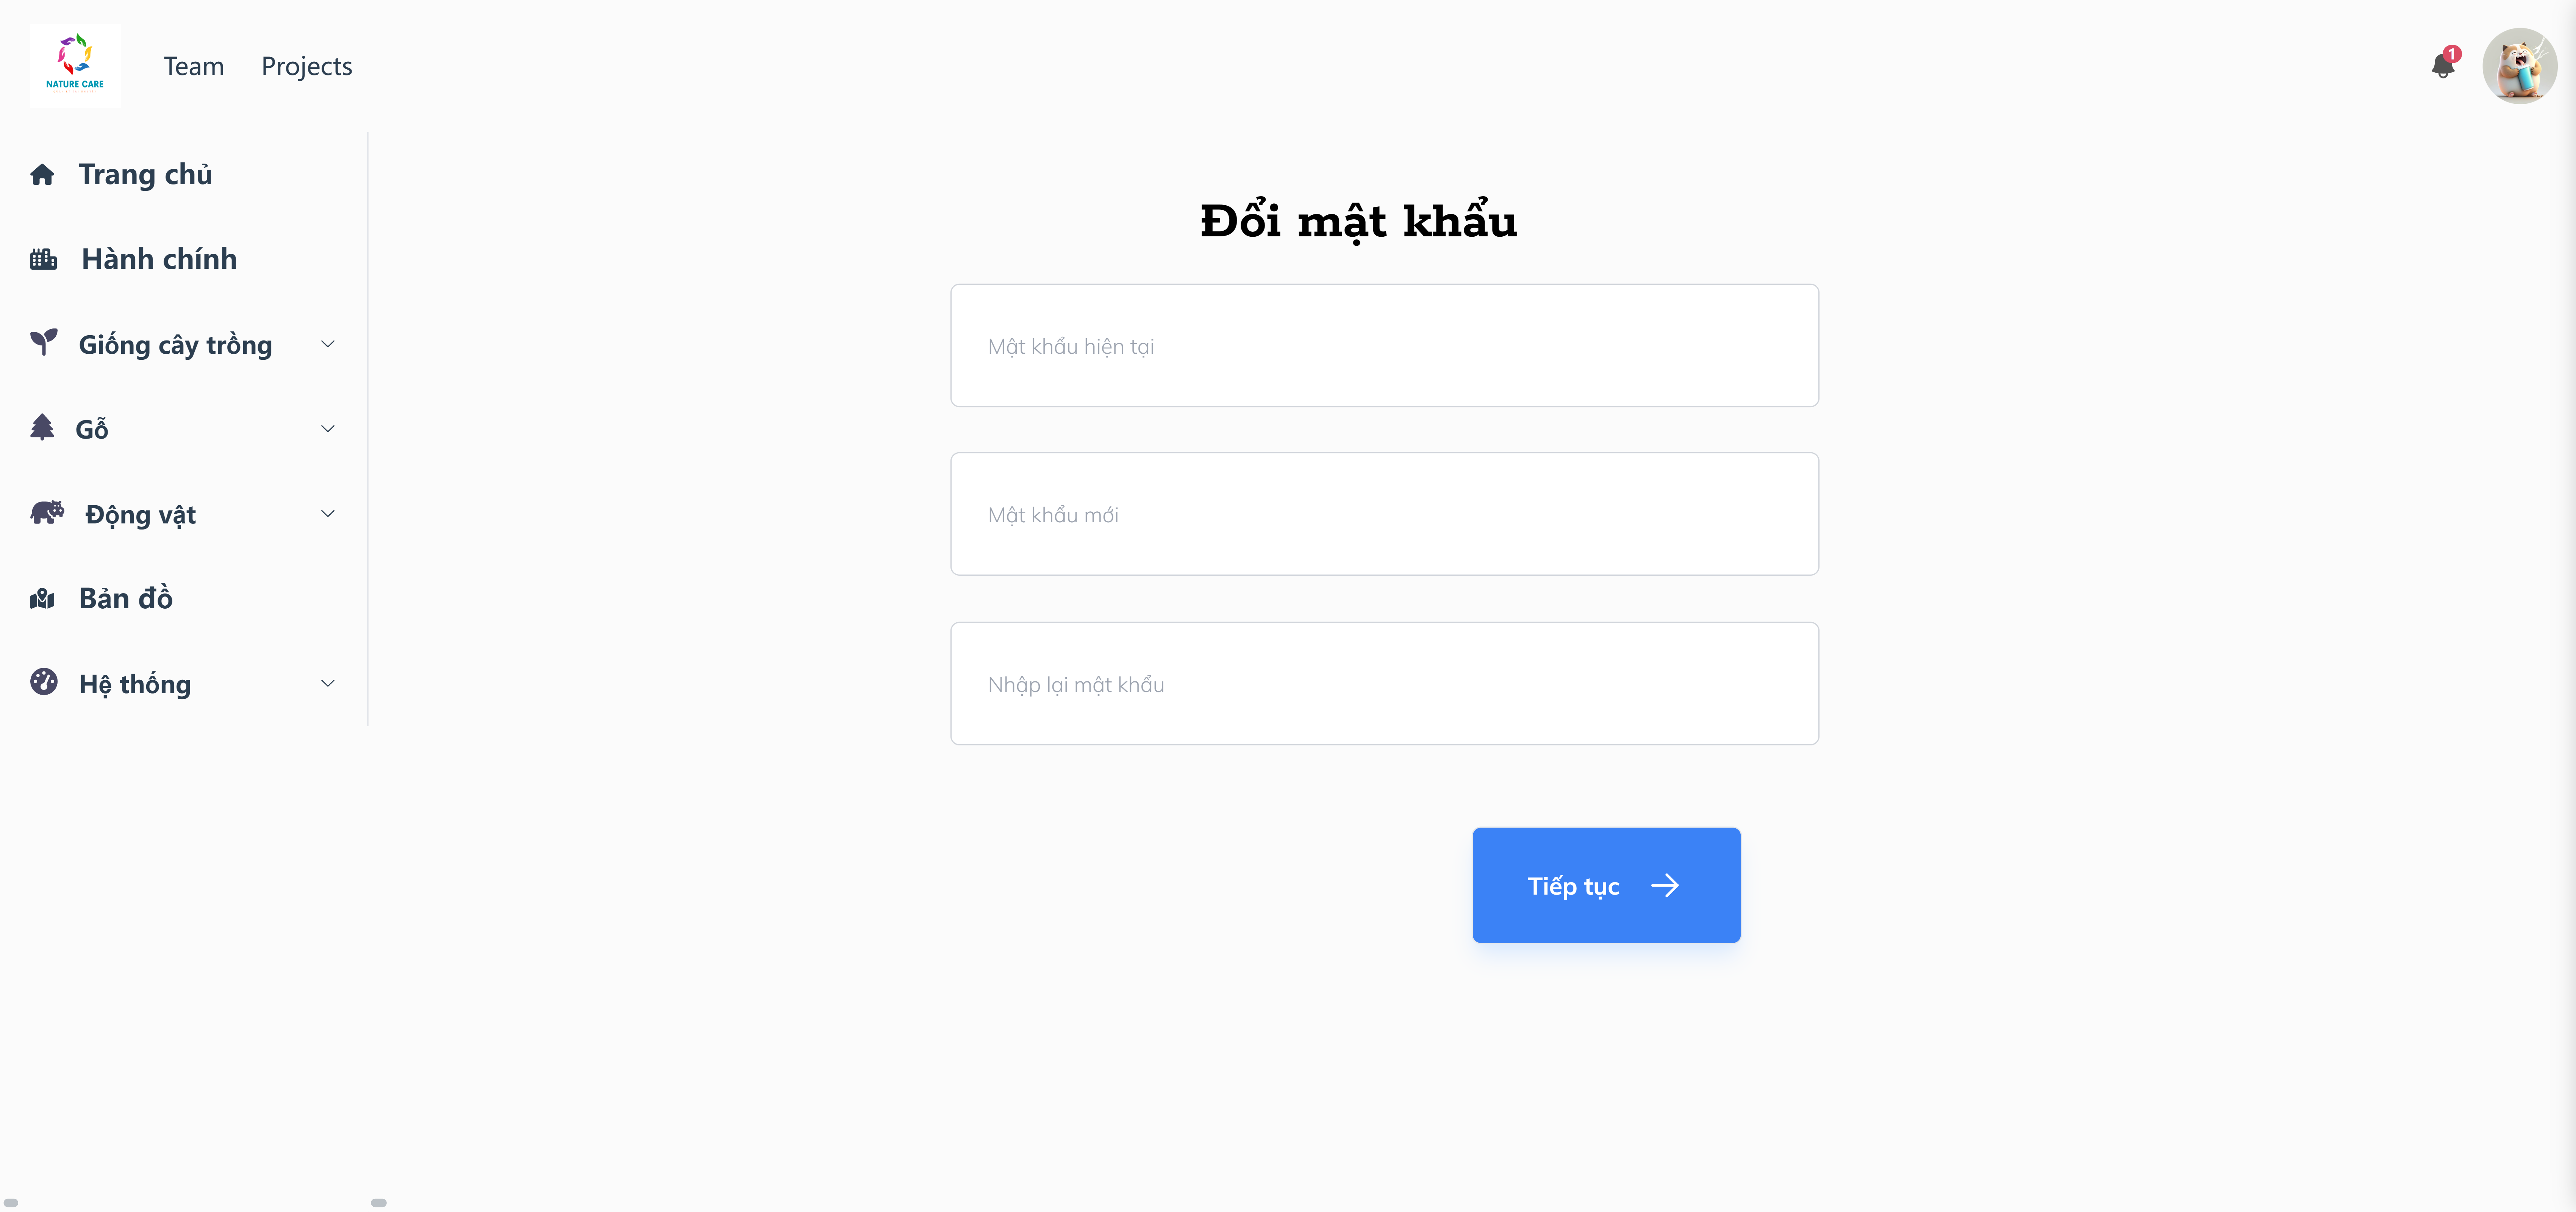 NATURE CARE
Team
Projects
1
Trang chủ
Hành chính
Giống cây trồng
Gỗ
Động vật
Bản đồ
Hệ thống
Đổi mật khẩu
Mật khẩu hiện tại
Mật khẩu mới
Nhập lại mật khẩu
Tiếp tục